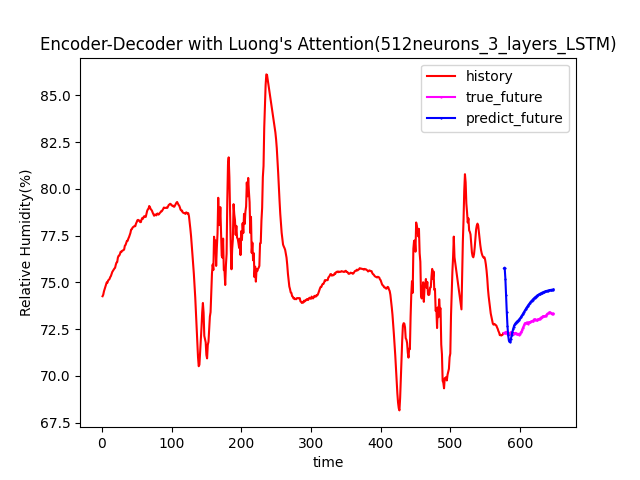 Encoder-Decoder with Luong's Attention(512neurons_3_layers_LSTM)
history
true_future
predict_future
Relative Humidity(%)
85.0
82.5
80.0
77.5
75.0
72.5
70.0
67.5
0 100 200 300 400 500 600
time